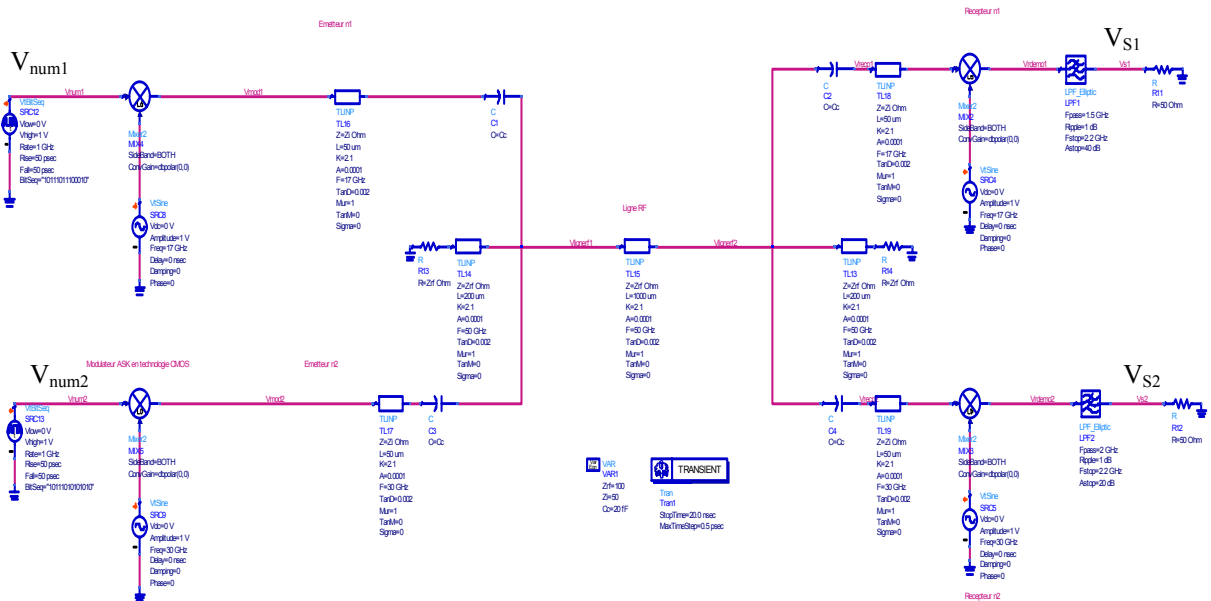 Emetteur n1
Recepteur n1
Vnum1
VS1
Vnum1
Vmod1
Vrecp1
Vrdemo1
Vs1
VtBitSeq
SRC12
Vlow=0 V
Vhigh=1 V
Rate=1 GHz
Rise=50 psec
Fall=50 psec
BitSeq="10111011100010"
Mixer2
MIX4
SideBand=BOTH
ConvGain=dbpolar(0,0)
VtSine
SRC8
Vdc=0 V
Amplitude=1 V
Freq=17 GHz
Delay=0 nsec
Damping=0
Phase=0
TLINP
TL16
Z=Zi Ohm
L=50 um
K=2.1
A=0.0001
F=17 GHz
TanD=0.002
Mur=1
TanM=0
Sigma=0
C
C1
C=Cc
C
C2
C=Cc
TLINP
TL18
Z=Zi Ohm
L=50 um
K=2.1
A=0.0001
F=17 GHz
TanD=0.002
Mur=1
TanM=0
Sigma=0
Mixer2
MIX2
SideBand=BOTH
ConvGain=dbpolar(0,0)
VtSine
SRC4
Vdc=0 V
Amplitude=1 V
Freq=17 GHz
Delay=0 nsec
Damping=0
Phase=0
LPF_Elliptic
LPF1
Fpass=1.5 GHz
Ripple=1 dB
Fstop=2.2 GHz
Astop=40 dB
R
R11
R=50 Ohm
Ligne RF
Vlignerf1
Vlignerf2
R
R13
R=Zrf Ohm
TLINP
TL14
Z=Zrf Ohm
L=200 um
K=2.1
A=0.0001
F=50 GHz
TanD=0.002
Mur=1
TanM=0
Sigma=0
TLINP
TL15
Z=Zrf Ohm
L=1000 um
K=2.1
A=0.0001
F=50 GHz
TanD=0.002
Mur=1
TanM=0
Sigma=0
TLINP
TL13
Z=Zrf Ohm
L=200 um
K=2.1
A=0.0001
F=50 GHz
TanD=0.002
Mur=1
TanM=0
Sigma=0
R
R14
R=Zrf Ohm
Modulateur ASK en technologie CMOS
Emetteur n2
Vnum2
VS2
Vnum2
Vmod2
Vrdemo2
Vs2
VtBitSeq
SRC13
Vlow=0 V
Vhigh=1 V
Rate=1 GHz
Rise=50 psec
Fall=50 psec
BitSeq="10111010101010"
Mixer2
MIX5
SideBand=BOTH
ConvGain=dbpolar(0,0)
VtSine
SRC9
Vdc=0 V
Amplitude=1 V
Freq=30 GHz
Delay=0 nsec
Damping=0
Phase=0
TLINP
TL17
Z=Zi Ohm
L=50 um
K=2.1
A=0.0001
F=30 GHz
TanD=0.002
Mur=1
TanM=0
Sigma=0
C
C3
C=Cc
Var
Eqn
VAR
VAR1
Zrf=100
Zi=50
Cc=20 fF
TRANSIENT
Tran
Tran1
StopTime=20.0 nsec
MaxTimeStep=0.5 psec
C
C4
C=Cc
TLINP
TL19
Z=Zi Ohm
L=50 um
K=2.1
A=0.0001
F=30 GHz
TanD=0.002
Mur=1
TanM=0
Sigma=0
Mixer2
MIX3
SideBand=BOTH
ConvGain=dbpolar(0,0)
VtSine
SRC5
Vdc=0 V
Amplitude=1 V
Freq=30 GHz
Delay=0 nsec
Damping=0
Phase=0
LPF_Elliptic
LPF2
Fpass=2 GHz
Ripple=1 dB
Fstop=2.2 GHz
Astop=20 dB
R
R12
R=50 Ohm
Recepteur n2